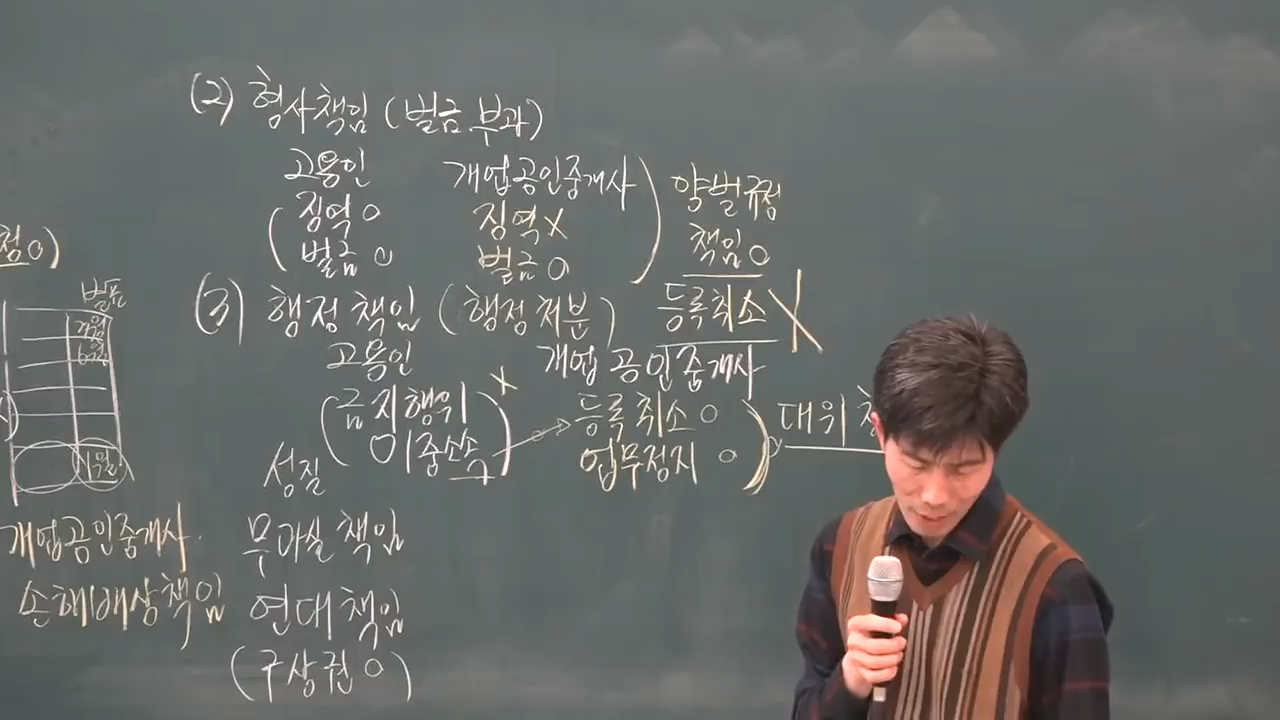 (2) 형사책임 (벌금 부과)
고용인 개업공인중개사
징역 ○ 징역 X
벌금 ○ 벌금 ○
양벌규정
책임 ○
등록취소 X
(3) 행정 책임 (행정처분)
고용인 개업 공인중개사
금지행위 X
이중소소
등록취소 ○
업무정지 ○
대위
성질
무과실 책임
연대 책임
(구상권 ○)
○)
개업공인중개사
손해배상책임